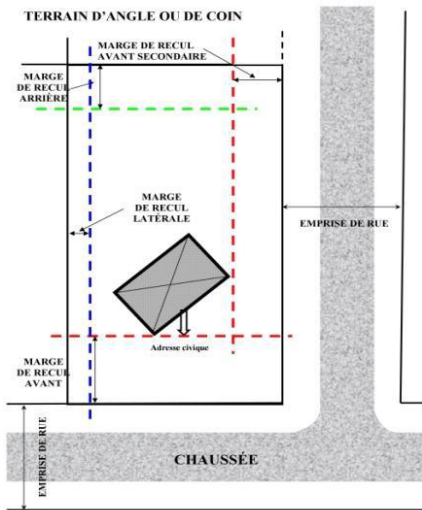 TERRAIN D'ANGLE OU DE COIN
MARGE DE RECUL
AVANT SECONDAIRE
MARGE
DE RECUL
ARRIÈRE
MARGE
DE RECUL
LATÉRALE
EMPRISE DE RUE
Adresse civique
MARGE
DE RECUL
AVANT
EMPRISE DE RUE
CHAUSSÉE